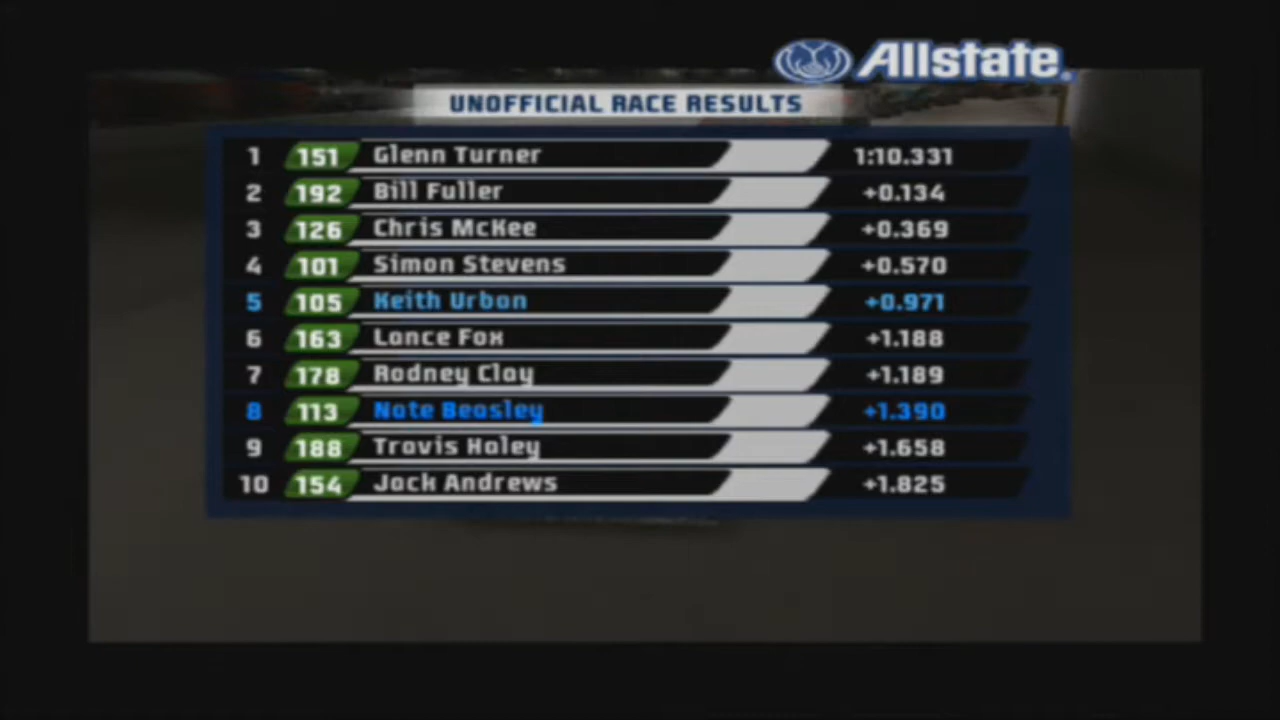 Allstate.
UNOFFICIAL RACE RESULTS
1 151 Glenn Turner 1:10.331
2 192 Bill Fuller +0.134
3 126 Chris McKee +0.369
4 101 Simon Stevens +0.570
5 105 Keith Urban +0.971
6 163 Lance Fox +1.188
7 178 Rodney Clay +1.189
8 113 Nate Beasley +1.390
9 188 Travis Haley +1.658
10 154 Jack Andrews +1.825